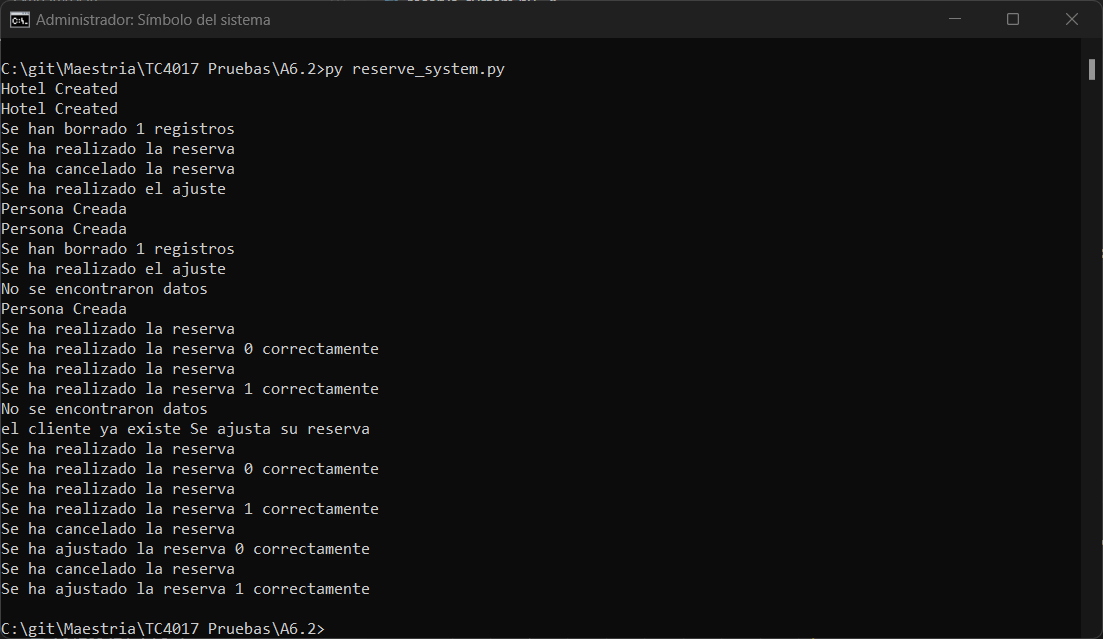 Administrador: Símbolo del sistema
C:\git\Maestria\TC4017 Pruebas\A6.2>py reserve_system.py
Hotel Created
Hotel Created
Se han borrado 1 registros
Se ha realizado la reserva
Se ha cancelado la reserva
Se ha realizado el ajuste
Persona Creada
Persona Creada
Se han borrado 1 registros
Se ha realizado el ajuste
No se encontraron datos
Persona Creada
Se ha realizado la reserva
Se ha realizado la reserva 0 correctamente
Se ha realizado la reserva
Se ha realizado la reserva 1 correctamente
No se encontraron datos
el cliente ya existe Se ajusta su reserva
Se ha realizado la reserva
Se ha realizado la reserva 0 correctamente
Se ha realizado la reserva
Se ha realizado la reserva 1 correctamente
Se ha cancelado la reserva
Se ha ajustado la reserva 0 correctamente
Se ha cancelado la reserva
Se ha ajustado la reserva 1 correctamente
C:\git\Maestria\TC4017 Pruebas\A6.2>